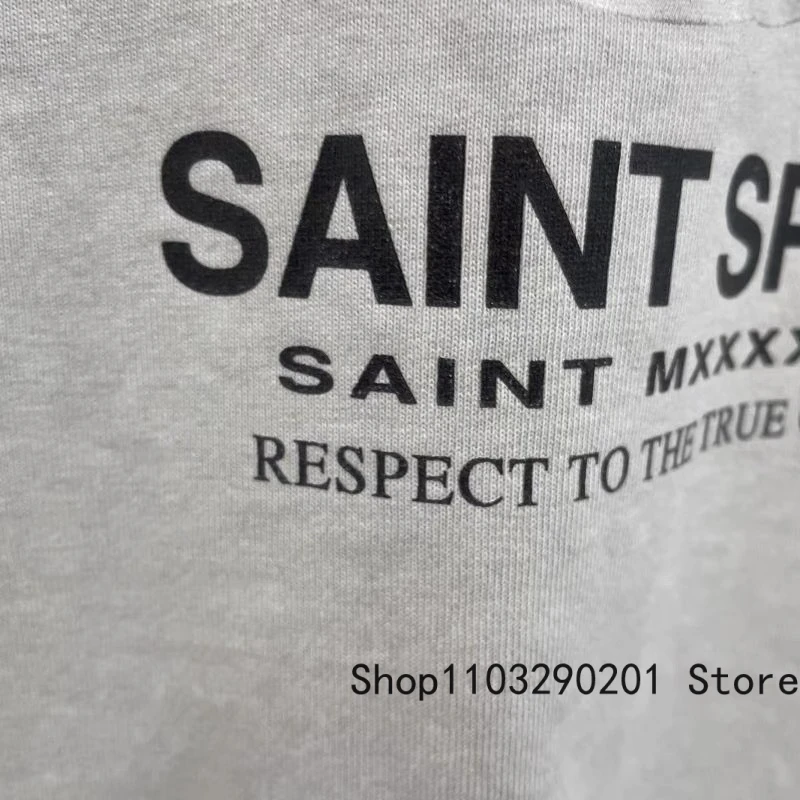 SAINT SP
SAINT MXXXX
RESPECT TO THE TRUE
Shop1103290201 Store